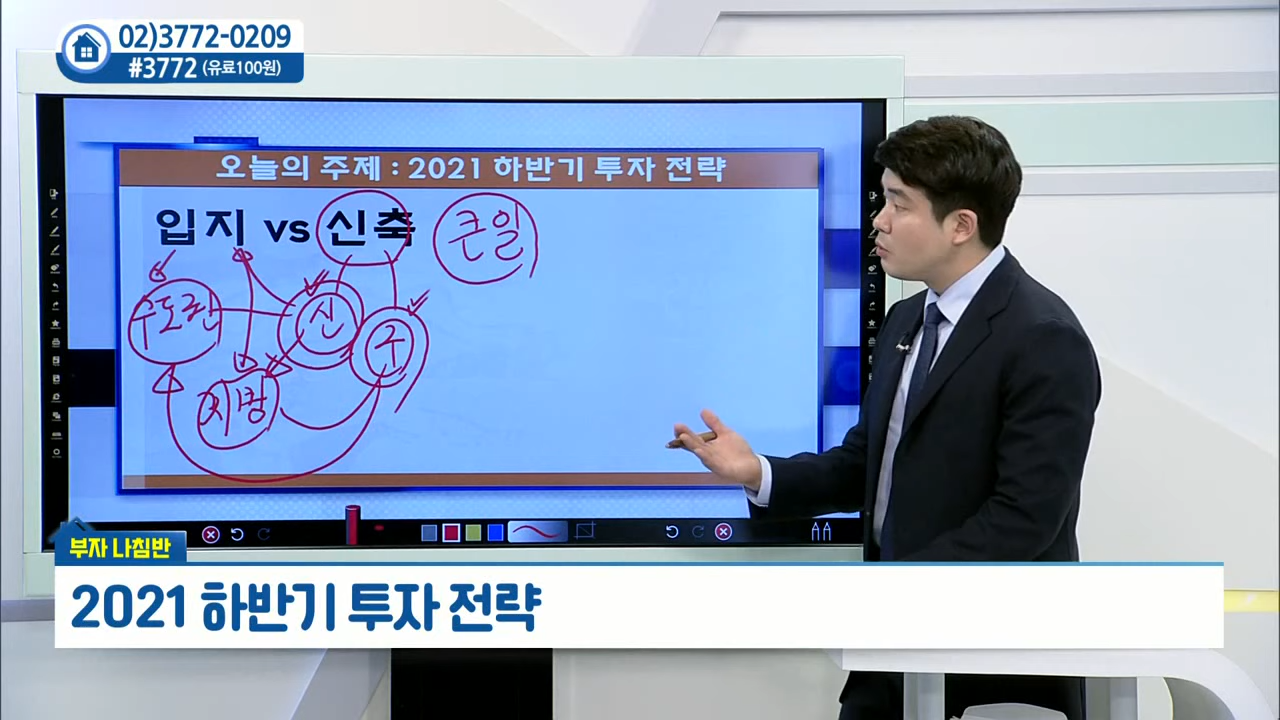 02)3772-0209
#3772 (유료100원)
오늘의 주제 : 2021 하반기 투자 전략
입지 vs 신축 큰일
수도권 신 주
지방
부자 나침반
2021 하반기 투자 전략